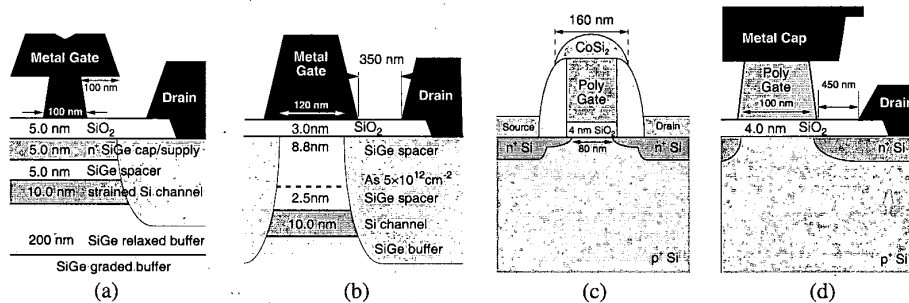 Metal Gate
100 nm
100 nm
Drain
5.0 nm SiO₂
5.0 nm n⁺ SiGe cap/supply
5.0 nm SiGe spacer
10.0 nm strained Si channel
200 nm SiGe relaxed buffer
SiGe graded buffer
(a)
Metal
Gate
350 nm
120 nm
Drain
3.0nm SiO₂
8.8nm SiGe spacer
As 5×10¹²cm⁻²
2.5nm SiGe spacer
10.0nm Si channel
SiGe buffer
(b)
160 nm
CoSi₂
Poly
Gate
Source
4 nm SiO₂
Drain
n⁺ Si
80 nm
n⁺ Si
p⁺ Si
(c)
Metal Cap
Poly
Gate
450 nm
100 nm
Drain
4.0 nm SiO₂
n⁺ Si
p⁺ Si
(d)